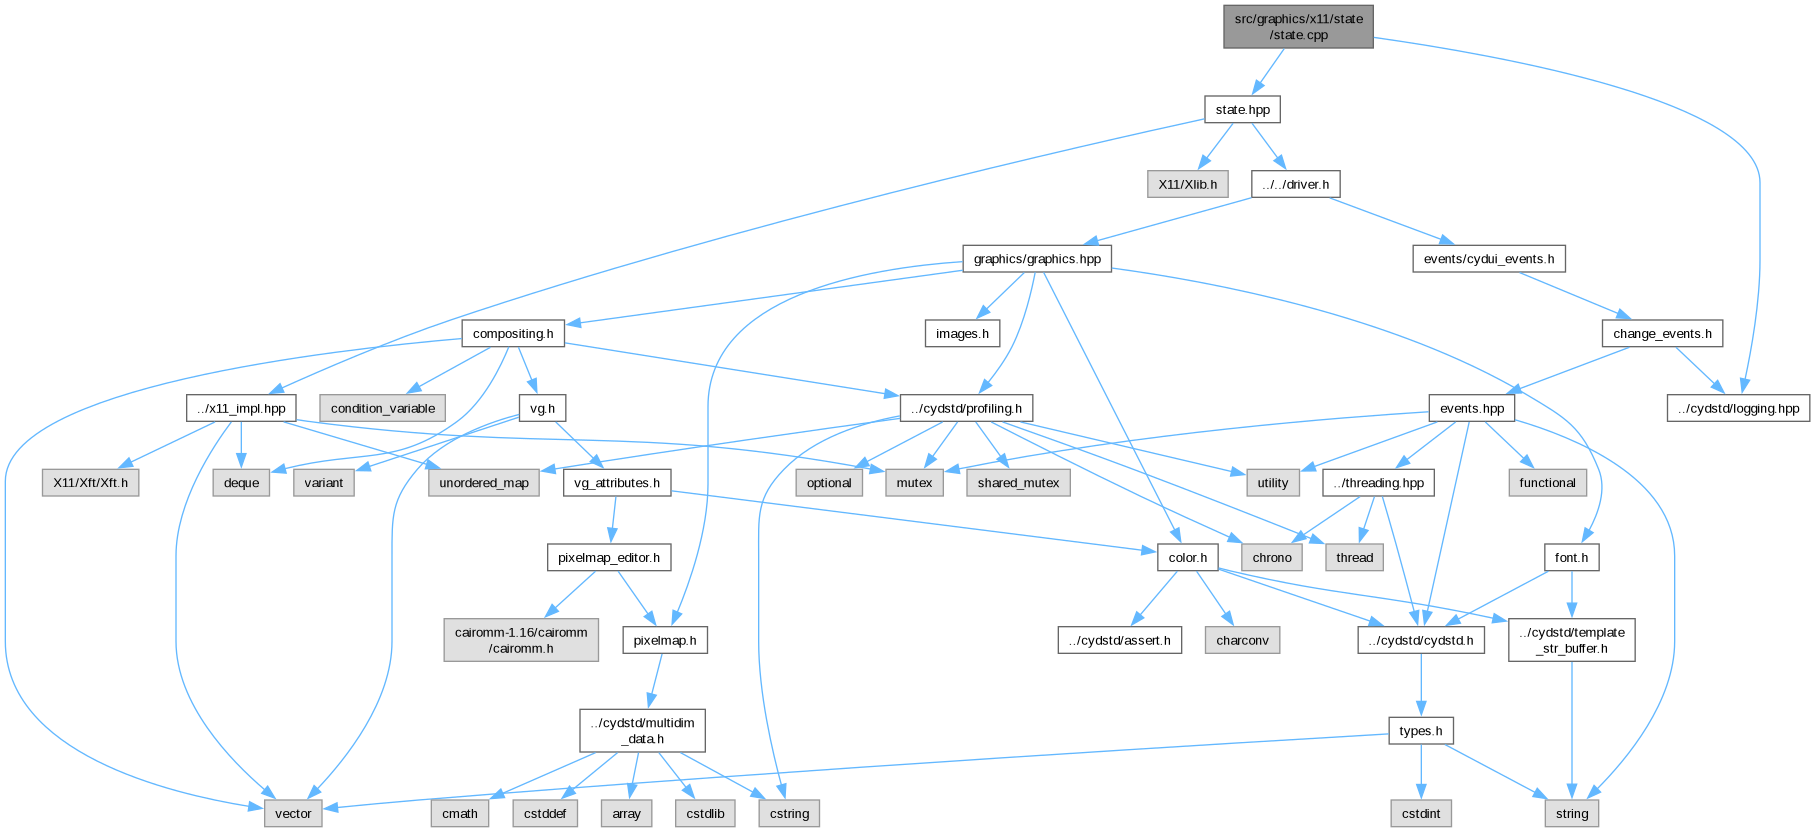 src/graphics/x11/state
/state.cpp
state.hpp
X11/Xlib.h
../../driver.h
graphics/graphics.hpp
events/cydui_events.h
compositing.h
images.h
change_events.h
../x11_impl.hpp
condition_variable
vg.h
../cydstd/profiling.h
events.hpp
../cydstd/logging.hpp
X11/Xft/Xft.h
deque
variant
unordered_map
vg_attributes.h
optional
mutex
shared_mutex
utility
../threading.hpp
functional
pixelmap_editor.h
color.h
chrono
thread
font.h
cairomm-1.16/cairomm
/cairomm.h
pixelmap.h
../cydstd/assert.h
charconv
../cydstd/cydstd.h
../cydstd/template
_str_buffer.h
../cydstd/multidim
_data.h
types.h
vector
cmath
cstddef
array
cstdlib
cstring
cstdint
string